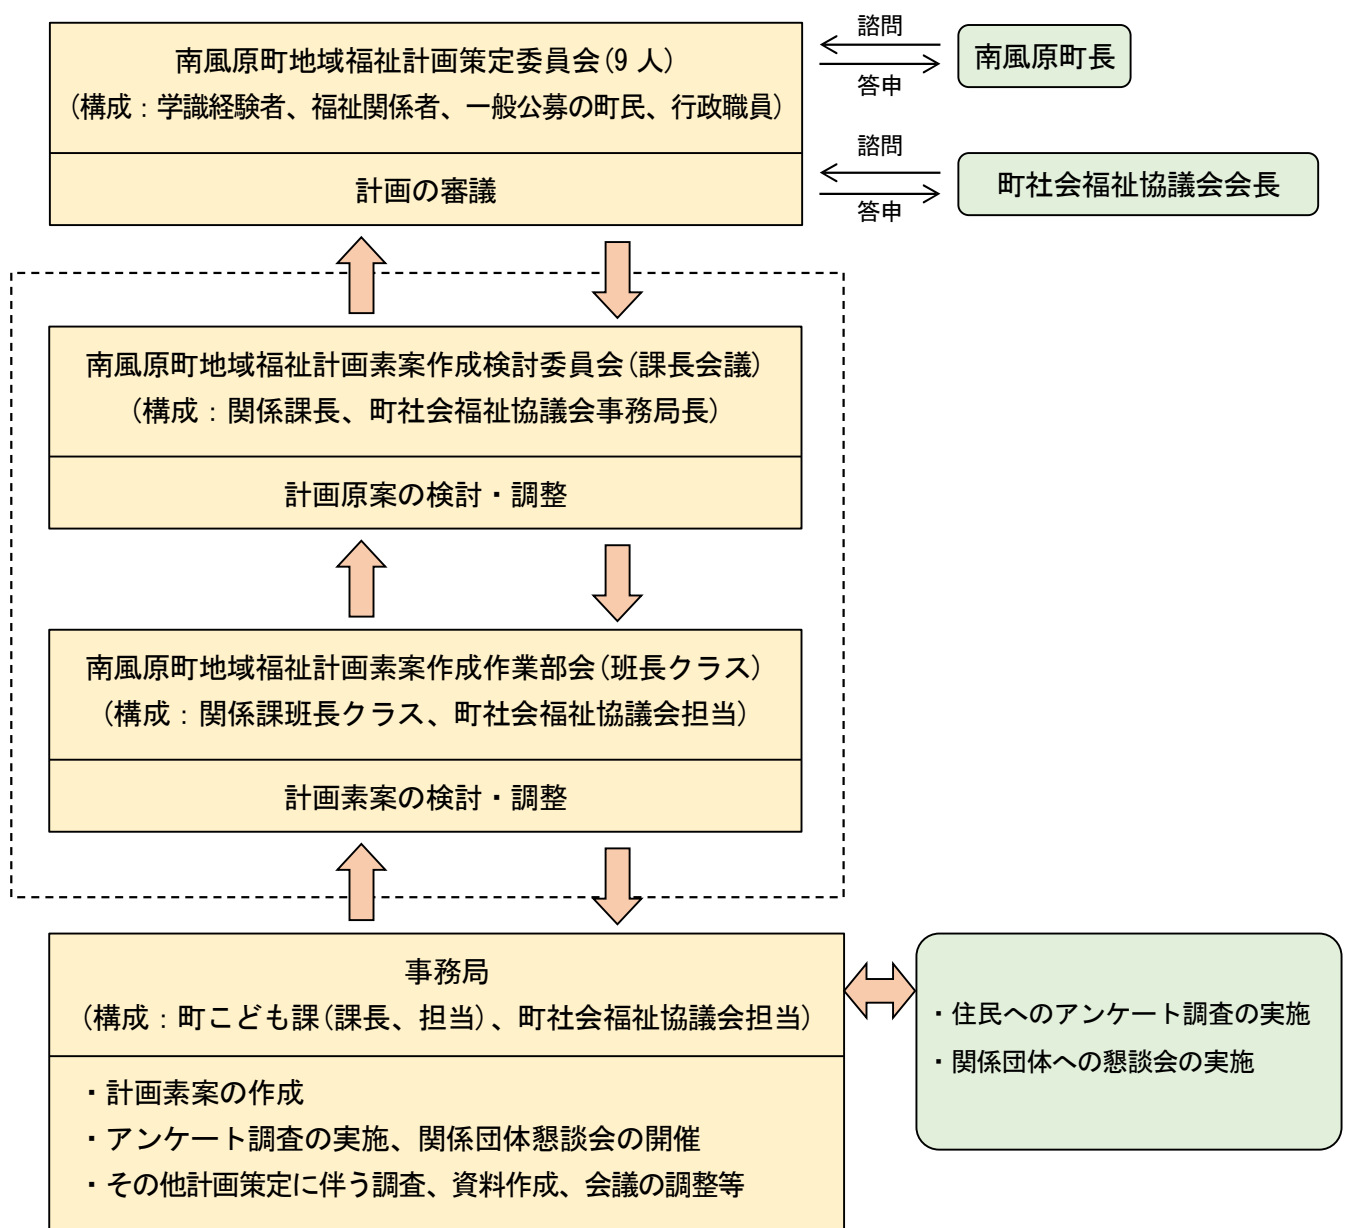 南風原町地域福祉計画策定委員会(9 人)
(構成：学識経験者、福祉関係者、一般公募の町民、行政職員)
計画の審議
諮問
答申
南風原町長
諮問
答申
町社会福祉協議会会長
南風原町地域福祉計画素案作成検討委員会(課長会議)
(構成：関係課長、町社会福祉協議会事務局長)
計画原案の検討・調整
南風原町地域福祉計画素案作成作業部会(班長クラス)
(構成：関係課班長クラス、町社会福祉協議会担当)
計画素案の検討・調整
事務局
(構成：町こども課(課長、担当)、町社会福祉協議会担当)
・計画素案の作成
・アンケート調査の実施、関係団体懇談会の開催
・その他計画策定に伴う調査、資料作成、会議の調整等
・住民へのアンケート調査の実施
・関係団体への懇談会の実施